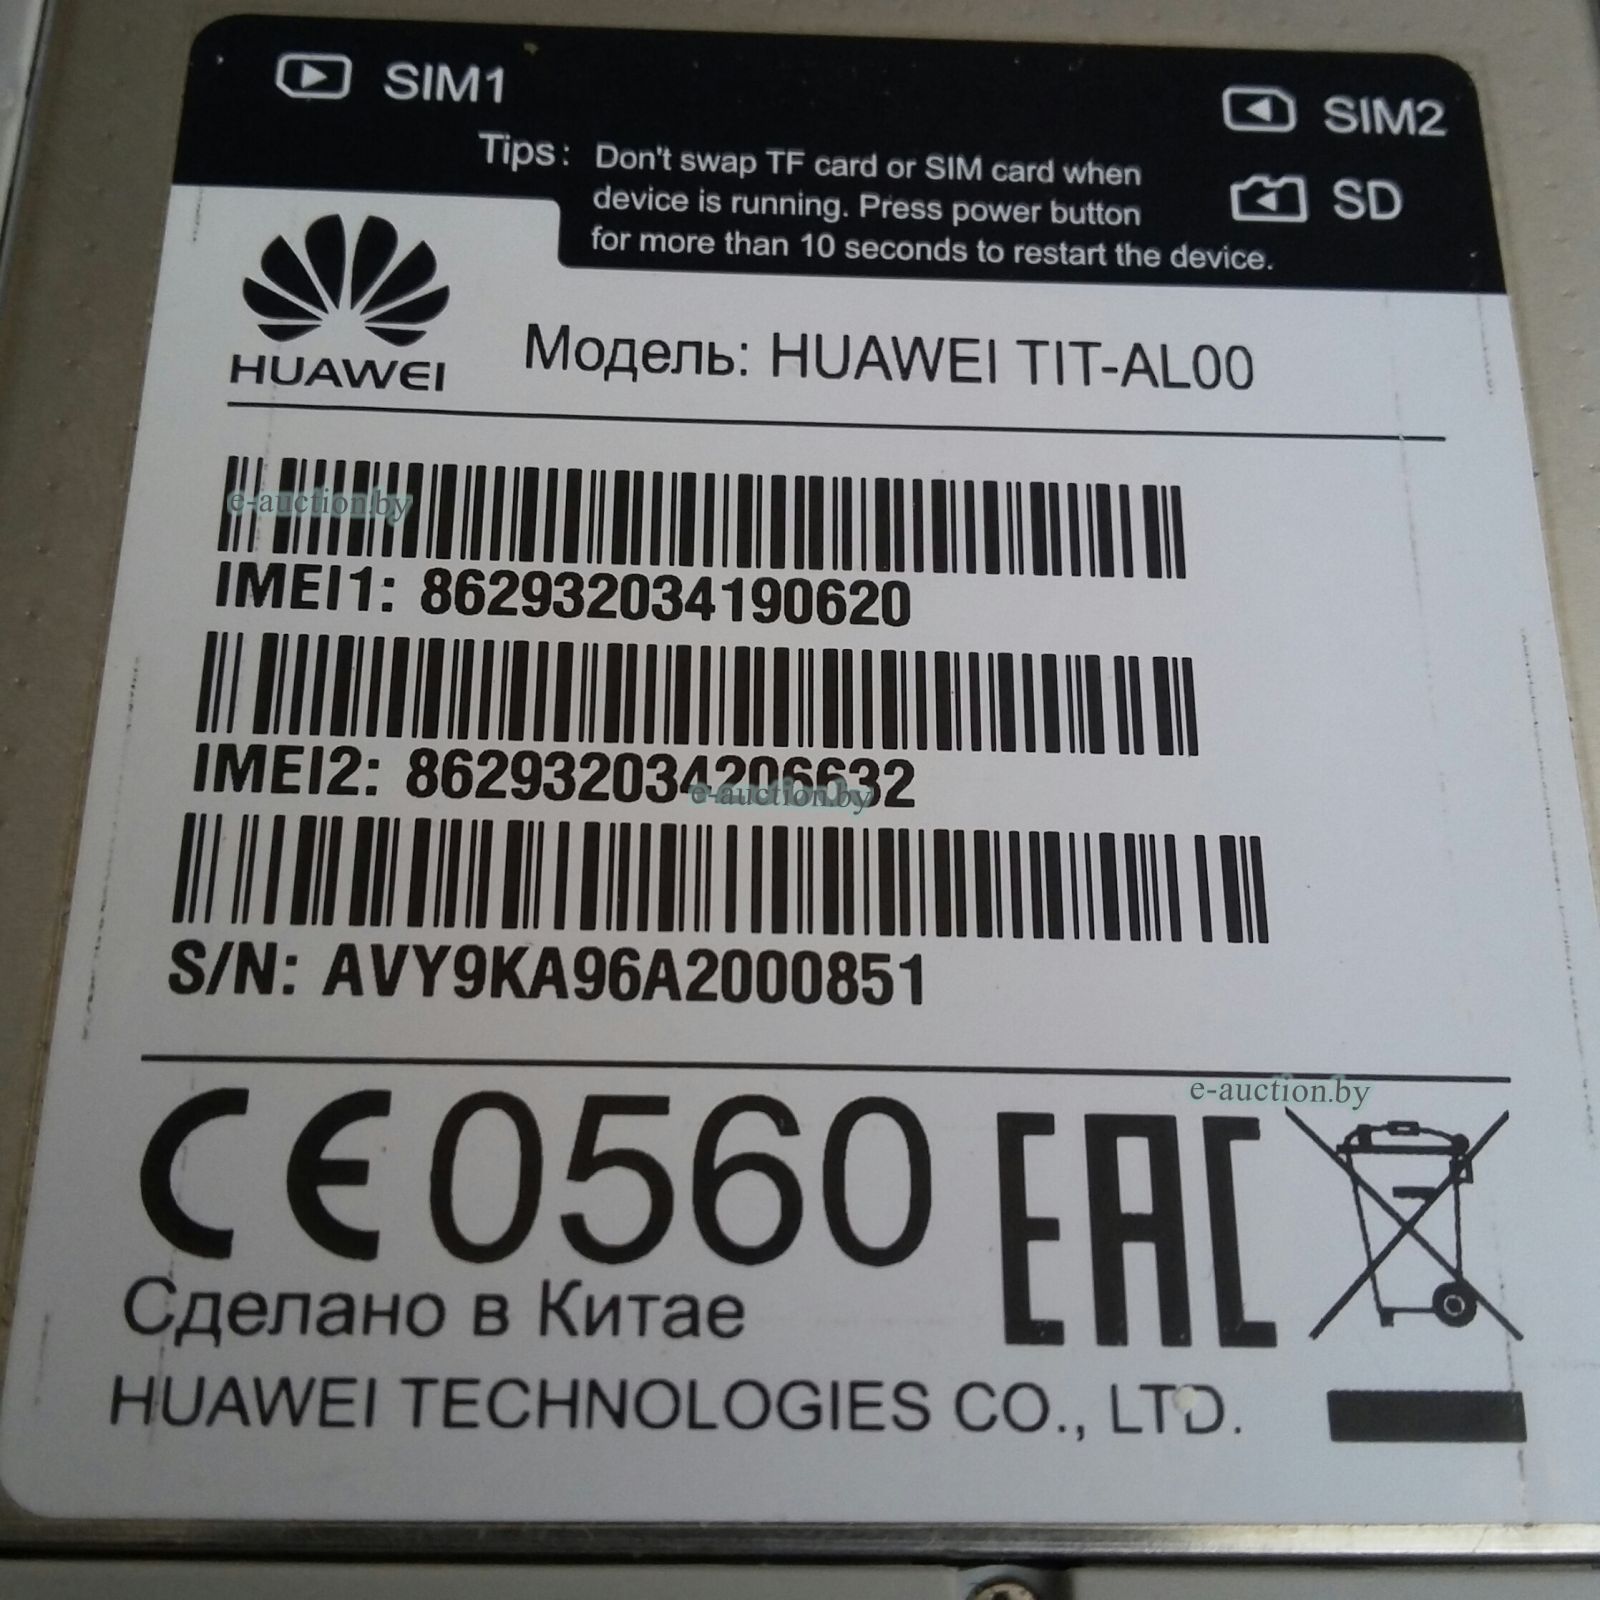 SIM1
SIM2
Tips: Don't swap TF card or SIM card when
device is running. Press power button
for more than 10 seconds to restart the device.
SD
HUAWEI
Модель: HUAWEI TIT-AL00
e-auction.by
IMEI1: 862932034190620
IMEI2: 862932034206632
e-auction.by
S/N: AVY9KA96A2000851
e-auction.by
CE0560 EAC
Сделано в Китае
HUAWEI TECHNOLOGIES CO., LTD.